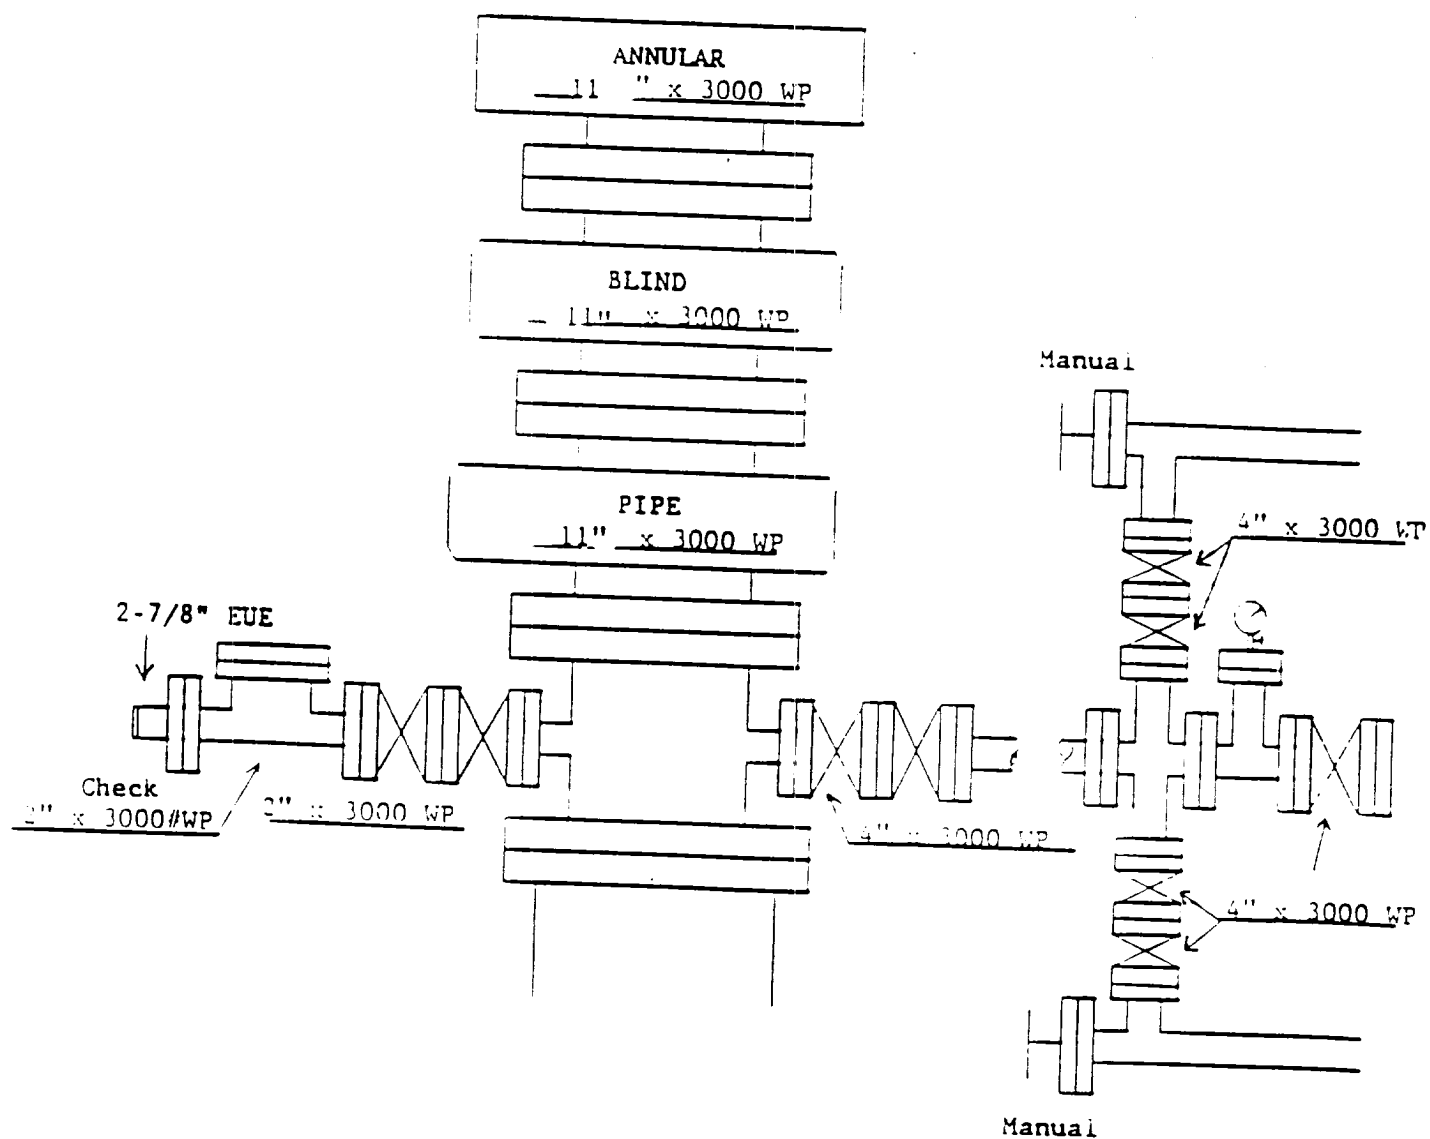 ANNULAR
11 " x 3000 WP
BLIND
11" x 3000 WP
Manual
PIPE
11" x 3000 WP
4" x 3000 WP
2-7/8" EUE
Check
2" x 3000#WP
2" x 3000 WP
4" x 3000 WP
4" x 3000 WP
Manual